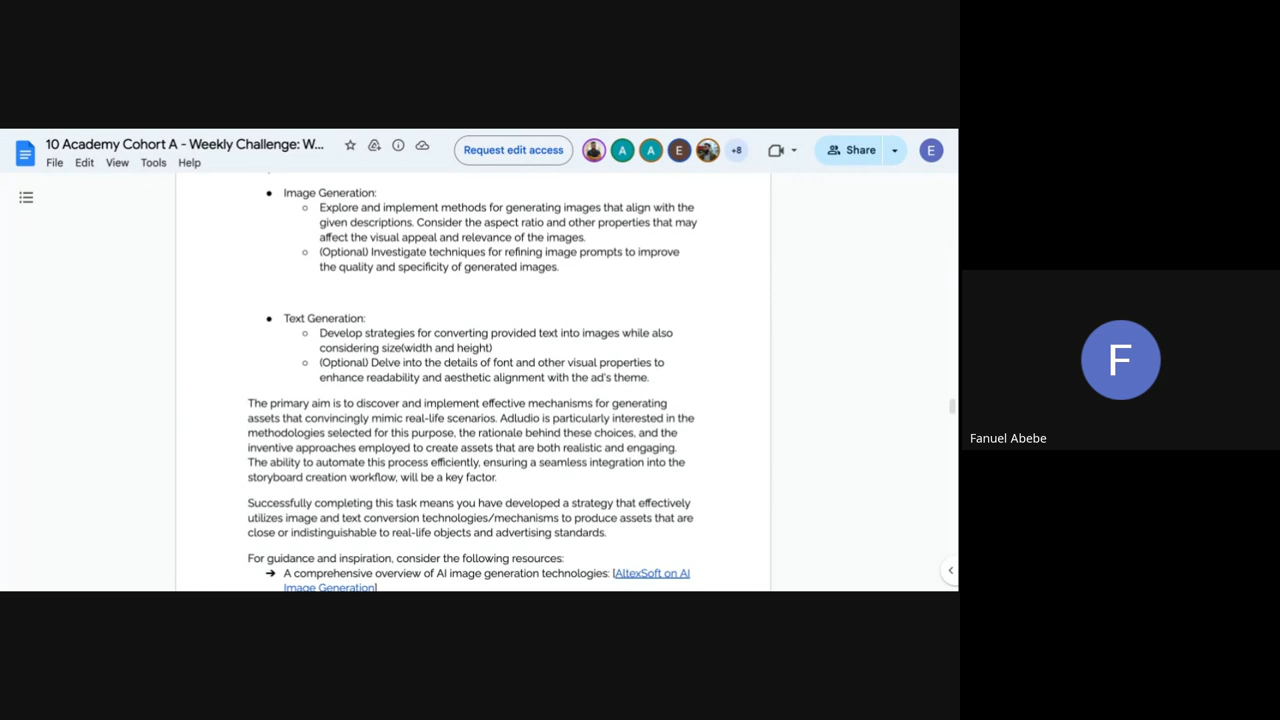 10 Academy Cohort A - Weekly Challenge: W...
Request edit access
A
A
E
+8
Share
E
File Edit View Tools Help
● Image Generation:
○ Explore and implement methods for generating images that align with the
given descriptions. Consider the aspect ratio and other properties that may
affect the visual appeal and relevance of the images.
○ (Optional) Investigate techniques for refining image prompts to improve
the quality and specificity of generated images.
● Text Generation:
○ Develop strategies for converting provided text into images while also
considering size(width and height)
○ (Optional) Delve into the details of font and other visual properties to
enhance readability and aesthetic alignment with the ad's theme.
The primary aim is to discover and implement effective mechanisms for generating
assets that convincingly mimic real-life scenarios. Adludio is particularly interested in the
methodologies selected for this purpose, the rationale behind these choices, and the
inventive approaches employed to create assets that are both realistic and engaging.
The ability to automate this process efficiently, ensuring a seamless integration into the
storyboard creation workflow, will be a key factor.
Successfully completing this task means you have developed a strategy that effectively
utilizes image and text conversion technologies/mechanisms to produce assets that are
close or indistinguishable to real-life objects and advertising standards.
For guidance and inspiration, consider the following resources:
➔ A comprehensive overview of AI image generation technologies: [AltexSoft on AI
Image Generation]
F
Fanuel Abebe